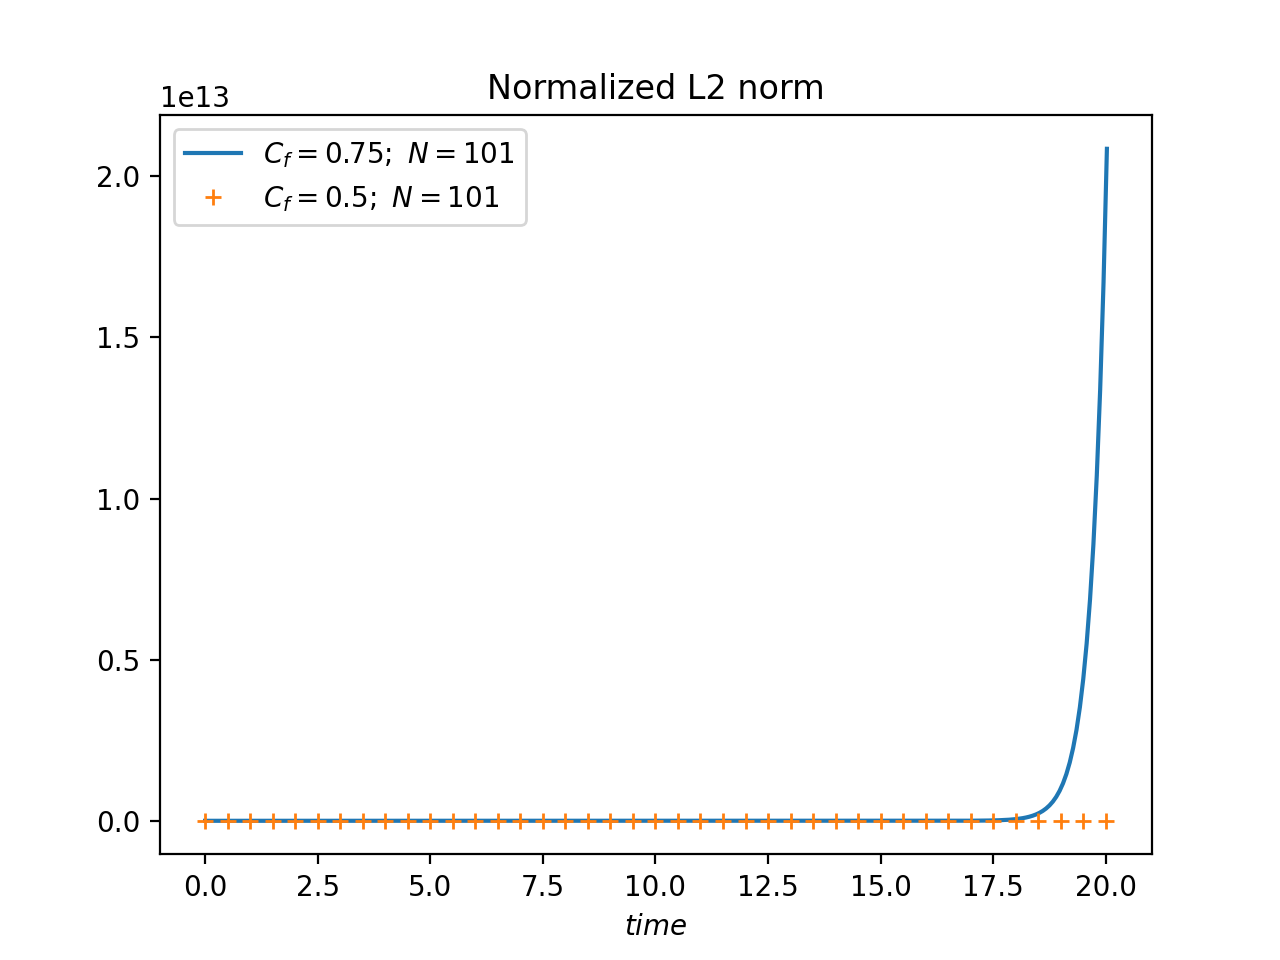 Normalized L2 norm
1e13
C_f = 0.75; N = 101
C_f = 0.5; N = 101
2.0
1.5
1.0
0.5
0.0
0.0 2.5 5.0 7.5 10.0 12.5 15.0 17.5 20.0
time